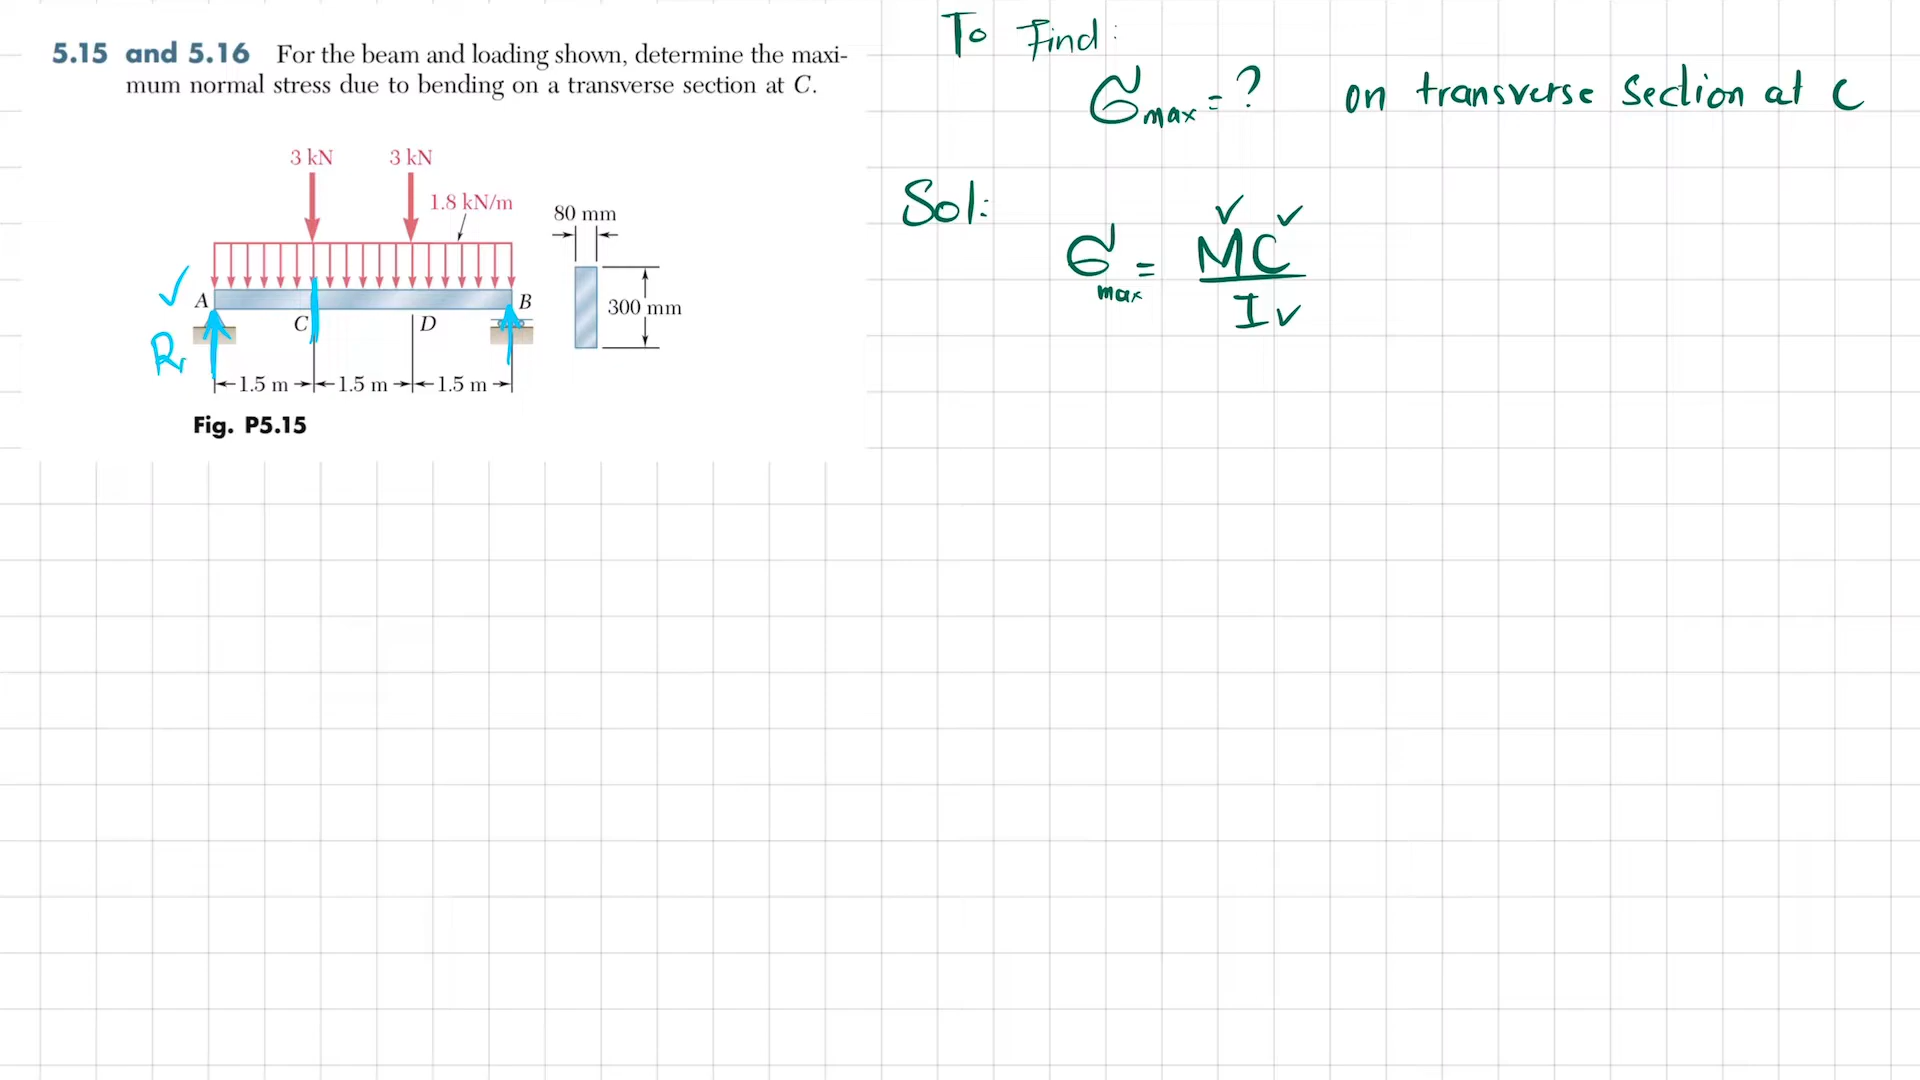 5.15 and 5.16 For the beam and loading shown, determine the maxi-
mum normal stress due to bending on a transverse section at C.
3 kN
3 kN
1.8 kN/m
80 mm
300 mm
A
B
C
D
R₁
1.5 m
1.5 m
1.5 m
Fig. P5.15
To Find:
σmax = ? on transverse section at C
Sol:
σmax = MC / I